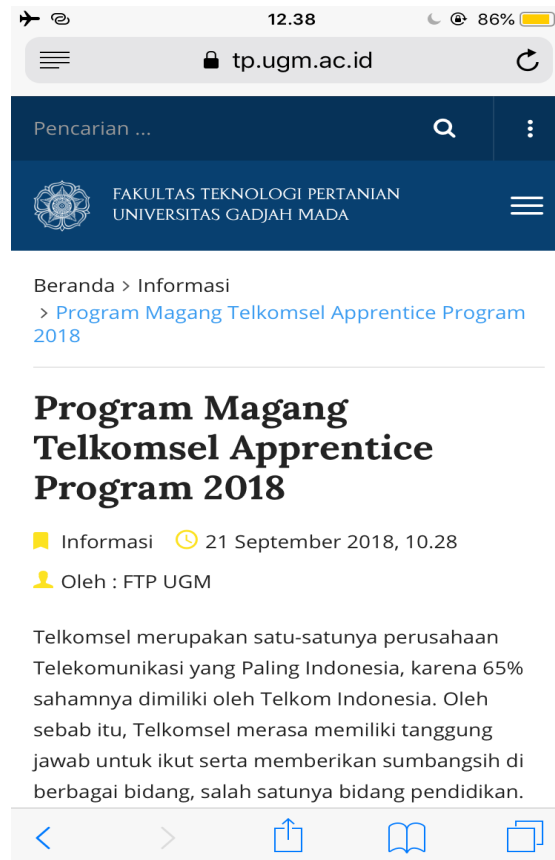 12.38
86%
tp.ugm.ac.id
Pencarian ...
FAKULTAS TEKNOLOGI PERTANIAN
UNIVERSITAS GADJAH MADA
Beranda > Informasi
> Program Magang Telkomsel Apprentice Program
2018
Program Magang
Telkomsel Apprentice
Program 2018
Informasi 21 September 2018, 10.28
Oleh : FTP UGM
Telkomsel merupakan satu-satunya perusahaan
Telekomunikasi yang Paling Indonesia, karena 65%
sahamnya dimiliki oleh Telkom Indonesia. Oleh
sebab itu, Telkomsel merasa memiliki tanggung
jawab untuk ikut serta memberikan sumbangsih di
berbagai bidang, salah satunya bidang pendidikan.